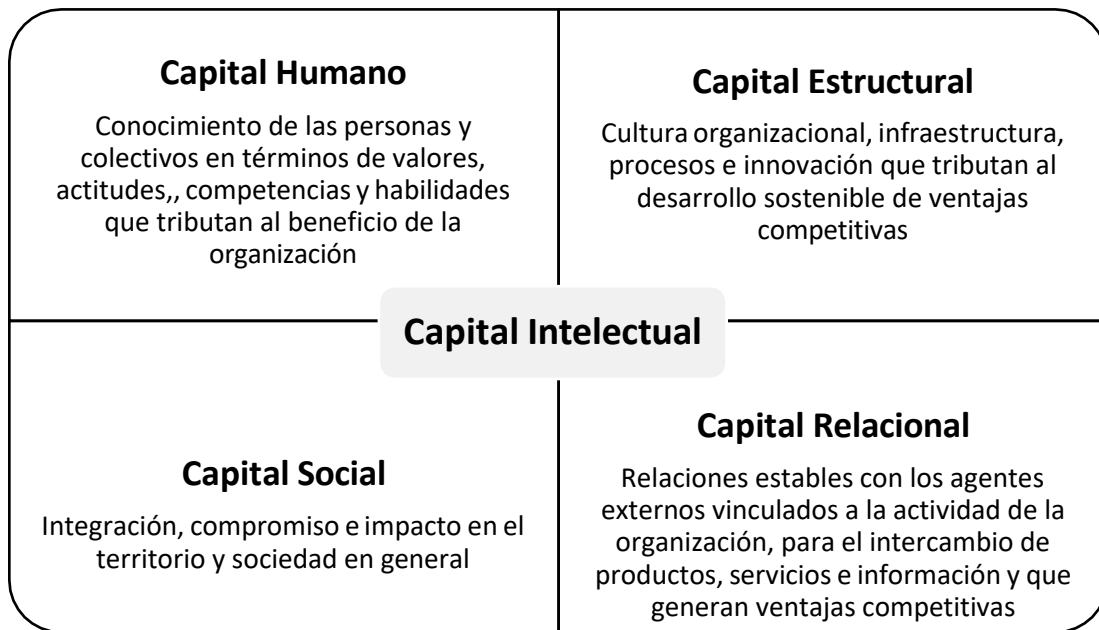 Capital Humano
Conocimiento de las personas y
colectivos en términos de valores,
actitudes,, competencias y habilidades
que tributan al beneficio de la
organización
Capital Estructural
Cultura organizacional, infraestructura,
procesos e innovación que tributan al
desarrollo sostenible de ventajas
competitivas
Capital Intelectual
Capital Social
Integración, compromiso e impacto en el
territorio y sociedad en general
Capital Relacional
Relaciones estables con los agentes
externos vinculados a la actividad de la
organización, para el intercambio de
productos, servicios e información y que
generan ventajas competitivas